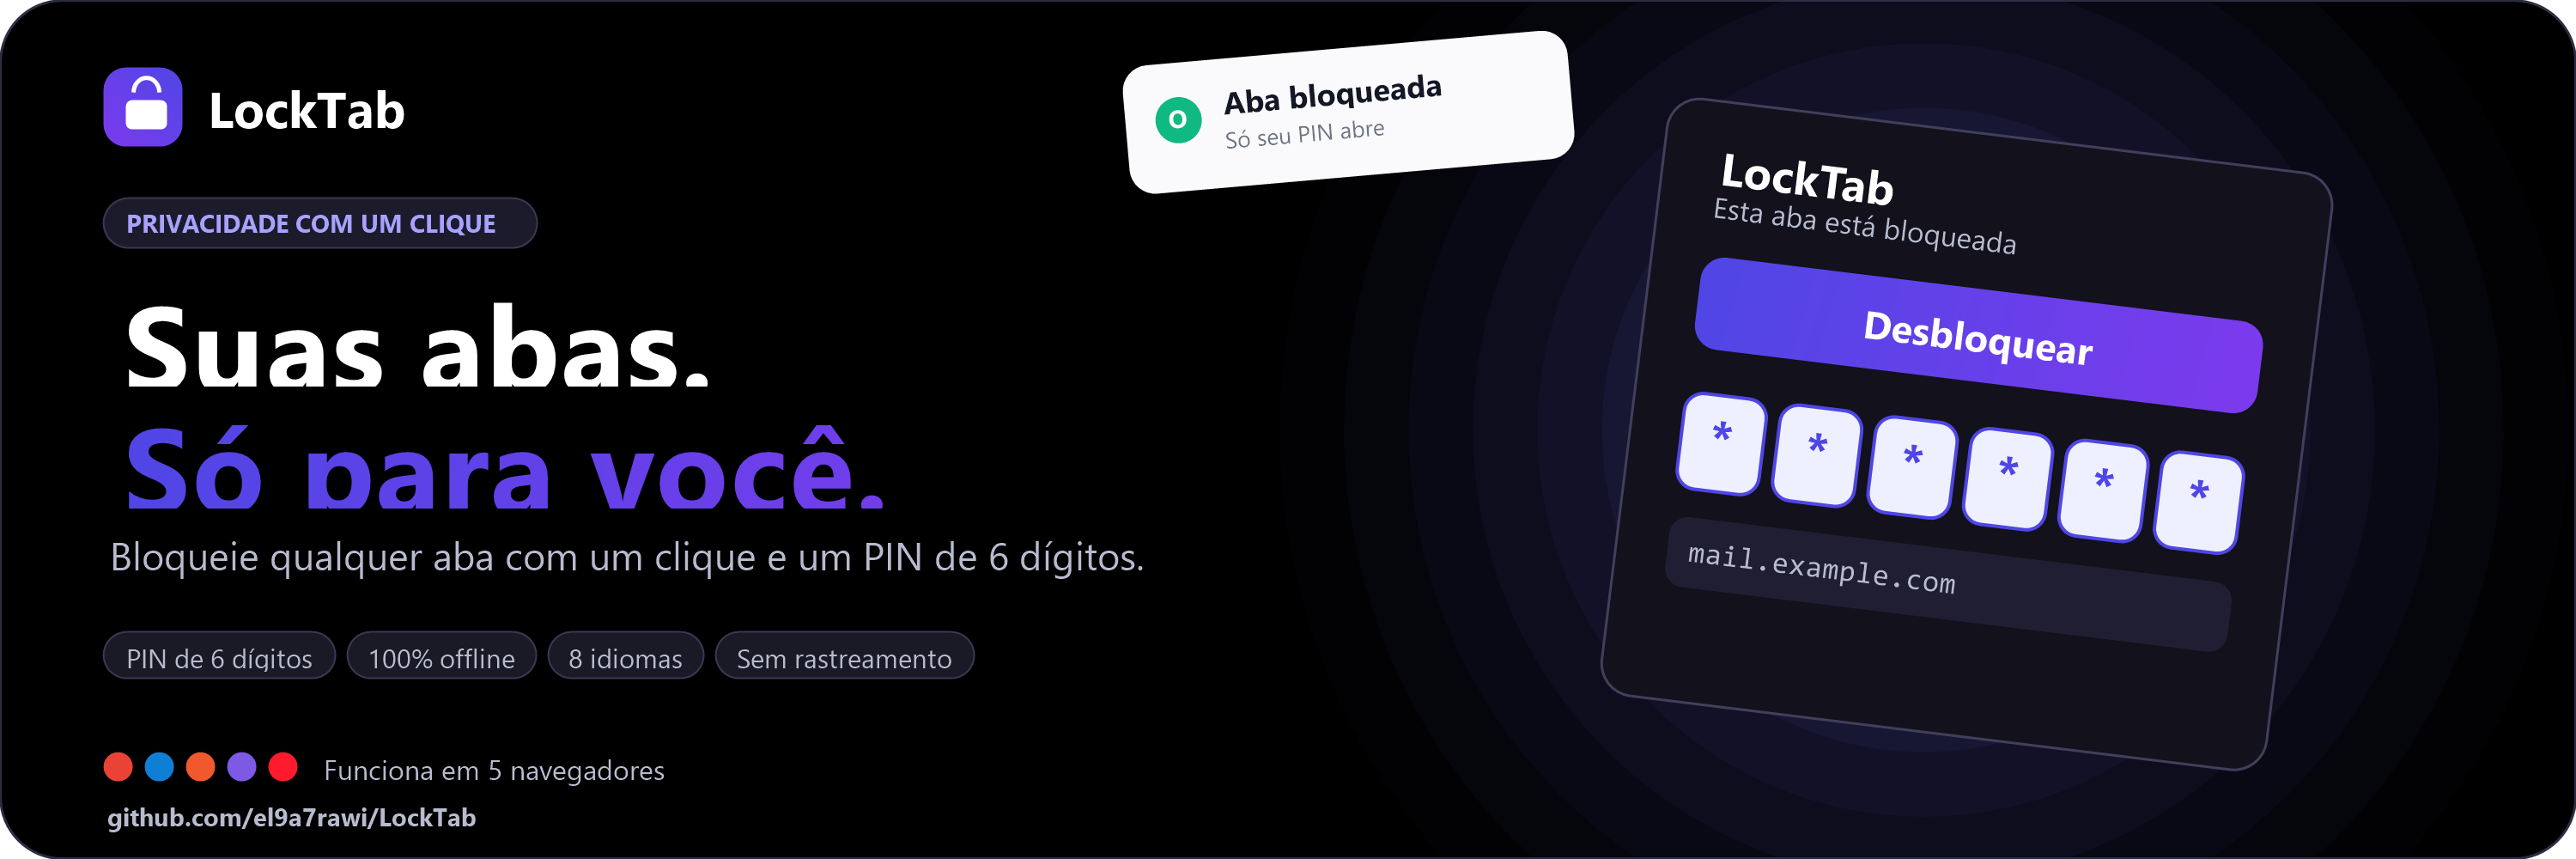 LockTab
PRIVACIDADE COM UM CLIQUE
Suas abas.
Só para você.
Bloqueie qualquer aba com um clique e um PIN de 6 dígitos.
PIN de 6 dígitos
100% offline
8 idiomas
Sem rastreamento
Funciona em 5 navegadores
github.com/el9a7rawi/LockTab
O
Aba bloqueada
Só seu PIN abre
LockTab
Esta aba está bloqueada
Desbloquear
* * * * * *
mail.example.com